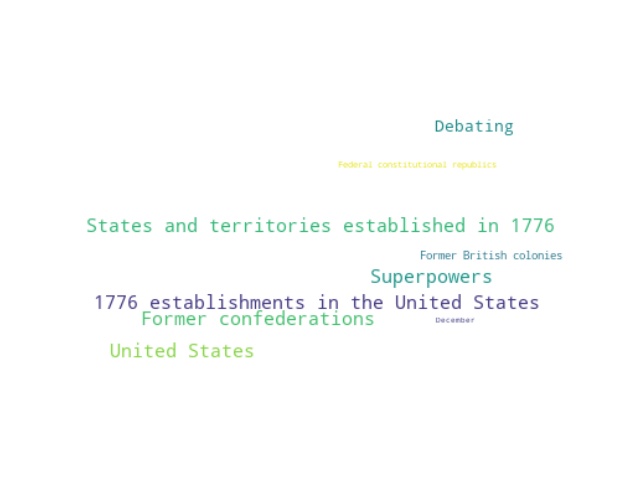 Debating
Federal constitutional republics
States and territories established in 1776
Former British colonies
Superpowers
1776 establishments in the United States
Former confederations
December
United States